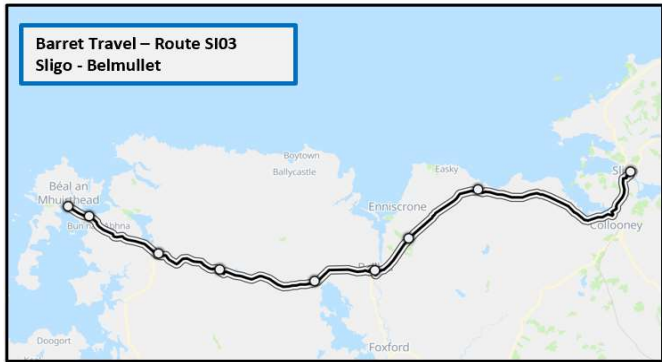 Barret Travel – Route SI03
Sligo - Belmullet
Boytown
Ballycastle
Easky
Béal an
Mhuirthead
Enniscrone
Collooney
Foxford
Doogort